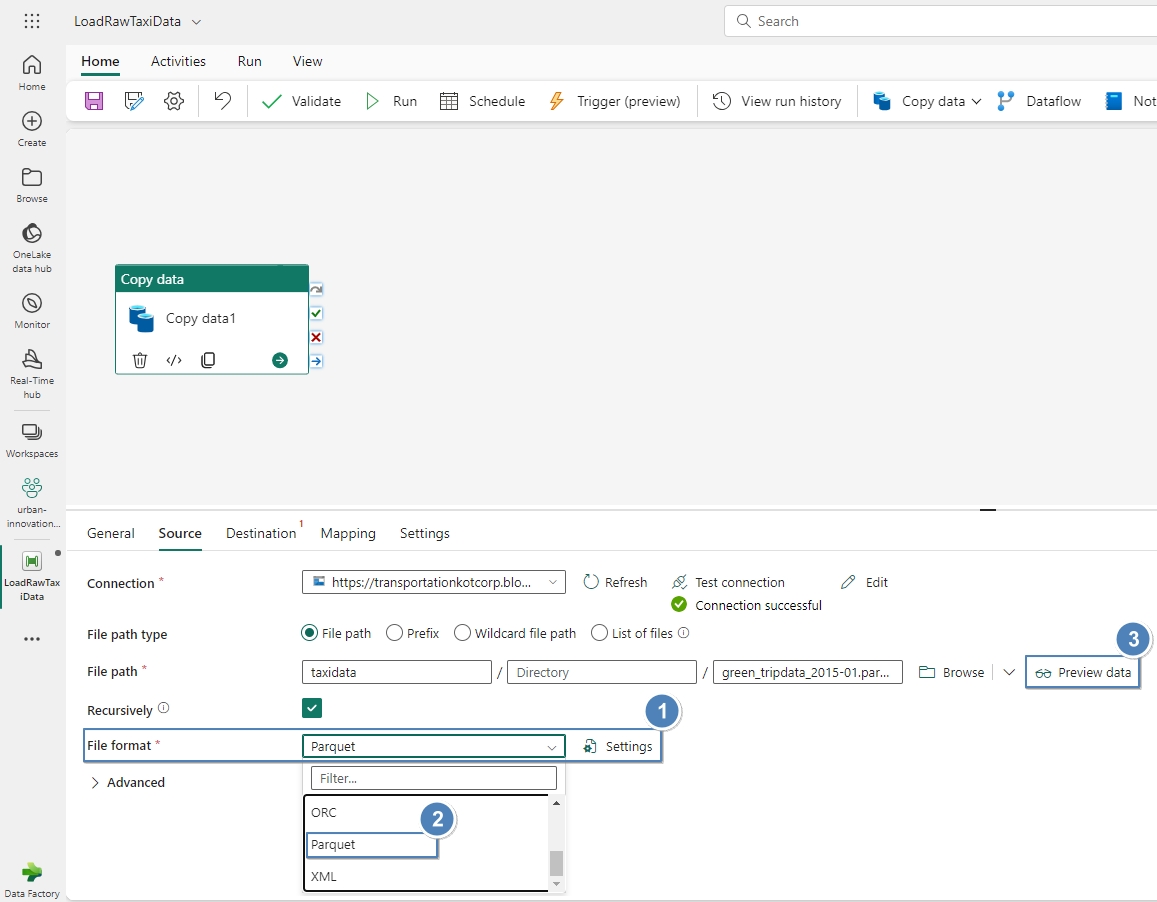 LoadRawTaxiData
Search
Home Activities Run View
Validate Run Schedule Trigger (preview) View run history Copy data Dataflow Not
Home
Create
Browse
OneLake
data hub
Monitor
Real-Time
hub
Workspaces
urban-
innovation...
LoadRawTax
iData
Data Factory
Copy data
Copy data1
General Source Destination 1 Mapping Settings
Connection * https://transportationkotcorp.blo... Refresh Test connection Edit
Connection successful
File path type File path Prefix Wildcard file path List of files
3
File path * taxidata / Directory / green_tripdata_2015-01.par... Browse Preview data
Recursively
1
File format * Parquet Settings
Advanced
Filter...
ORC
2
Parquet
XML